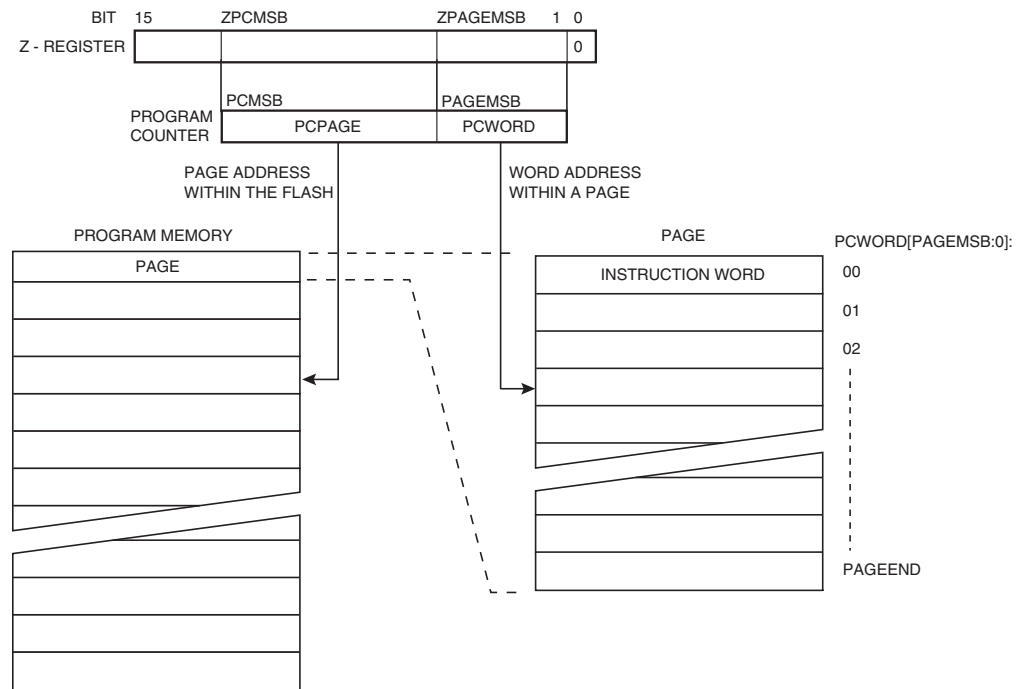 BIT 15 ZPCMSB ZPAGEMSB 1 0
Z - REGISTER 0
PCMSB PAGEMSB
PROGRAM
COUNTER
PCPAGE PCWORD
PAGE ADDRESS
WITHIN THE FLASH
WORD ADDRESS
WITHIN A PAGE
PROGRAM MEMORY
PAGE
PAGE
PCWORD[PAGEMSB:0]:
INSTRUCTION WORD 00
01
02
PAGEEND